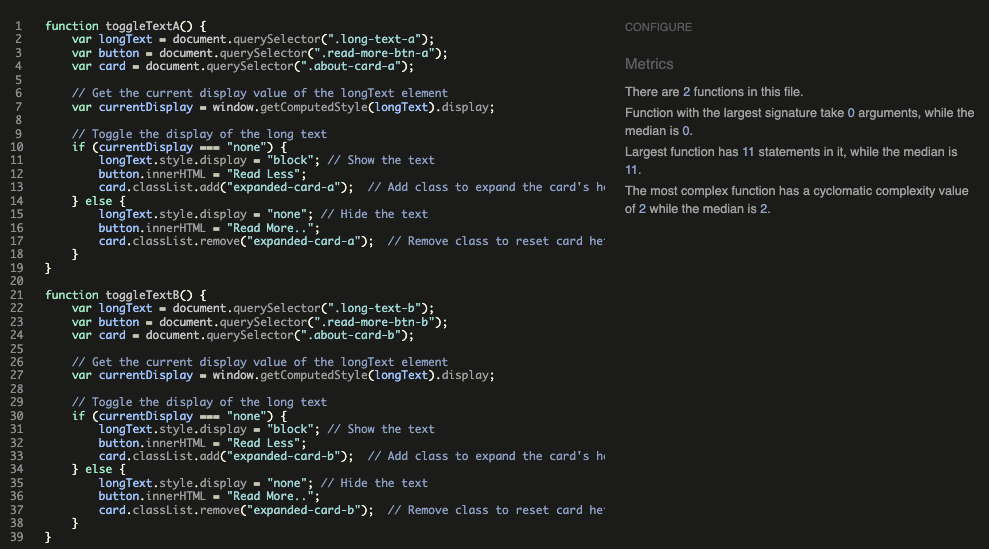 1 function toggleTextA() {
2 var longText = document.querySelector(".long-text-a");
3 var button = document.querySelector(".read-more-btn-a");
4 var card = document.querySelector(".about-card-a");
5
6 // Get the current display value of the longText element
7 var currentDisplay = window.getComputedStyle(longText).display;
8
9 // Toggle the display of the long text
10 if (currentDisplay === "none") {
11 longText.style.display = "block"; // Show the text
12 button.innerHTML = "Read Less";
13 card.classList.add("expanded-card-a");  // Add class to expand the card's he
14 } else {
15 longText.style.display = "none"; // Hide the text
16 button.innerHTML = "Read More..";
17 card.classList.remove("expanded-card-a");  // Remove class to reset card hei
18 }
19 }
20
21 function toggleTextB() {
22 var longText = document.querySelector(".long-text-b");
23 var button = document.querySelector(".read-more-btn-b");
24 var card = document.querySelector(".about-card-b");
25
26 // Get the current display value of the longText element
27 var currentDisplay = window.getComputedStyle(longText).display;
28
29 // Toggle the display of the long text
30 if (currentDisplay === "none") {
31 longText.style.display = "block"; // Show the text
32 button.innerHTML = "Read Less";
33 card.classList.add("expanded-card-b");  // Add class to expand the card's he
34 } else {
35 longText.style.display = "none"; // Hide the text
36 button.innerHTML = "Read More..";
37 card.classList.remove("expanded-card-b");  // Remove class to reset card hei
38 }
39 }
CONFIGURE
Metrics
There are 2 functions in this file.
Function with the largest signature take 0 arguments, while the
median is 0.
Largest function has 11 statements in it, while the median is
11.
The most complex function has a cyclomatic complexity value
of 2 while the median is 2.